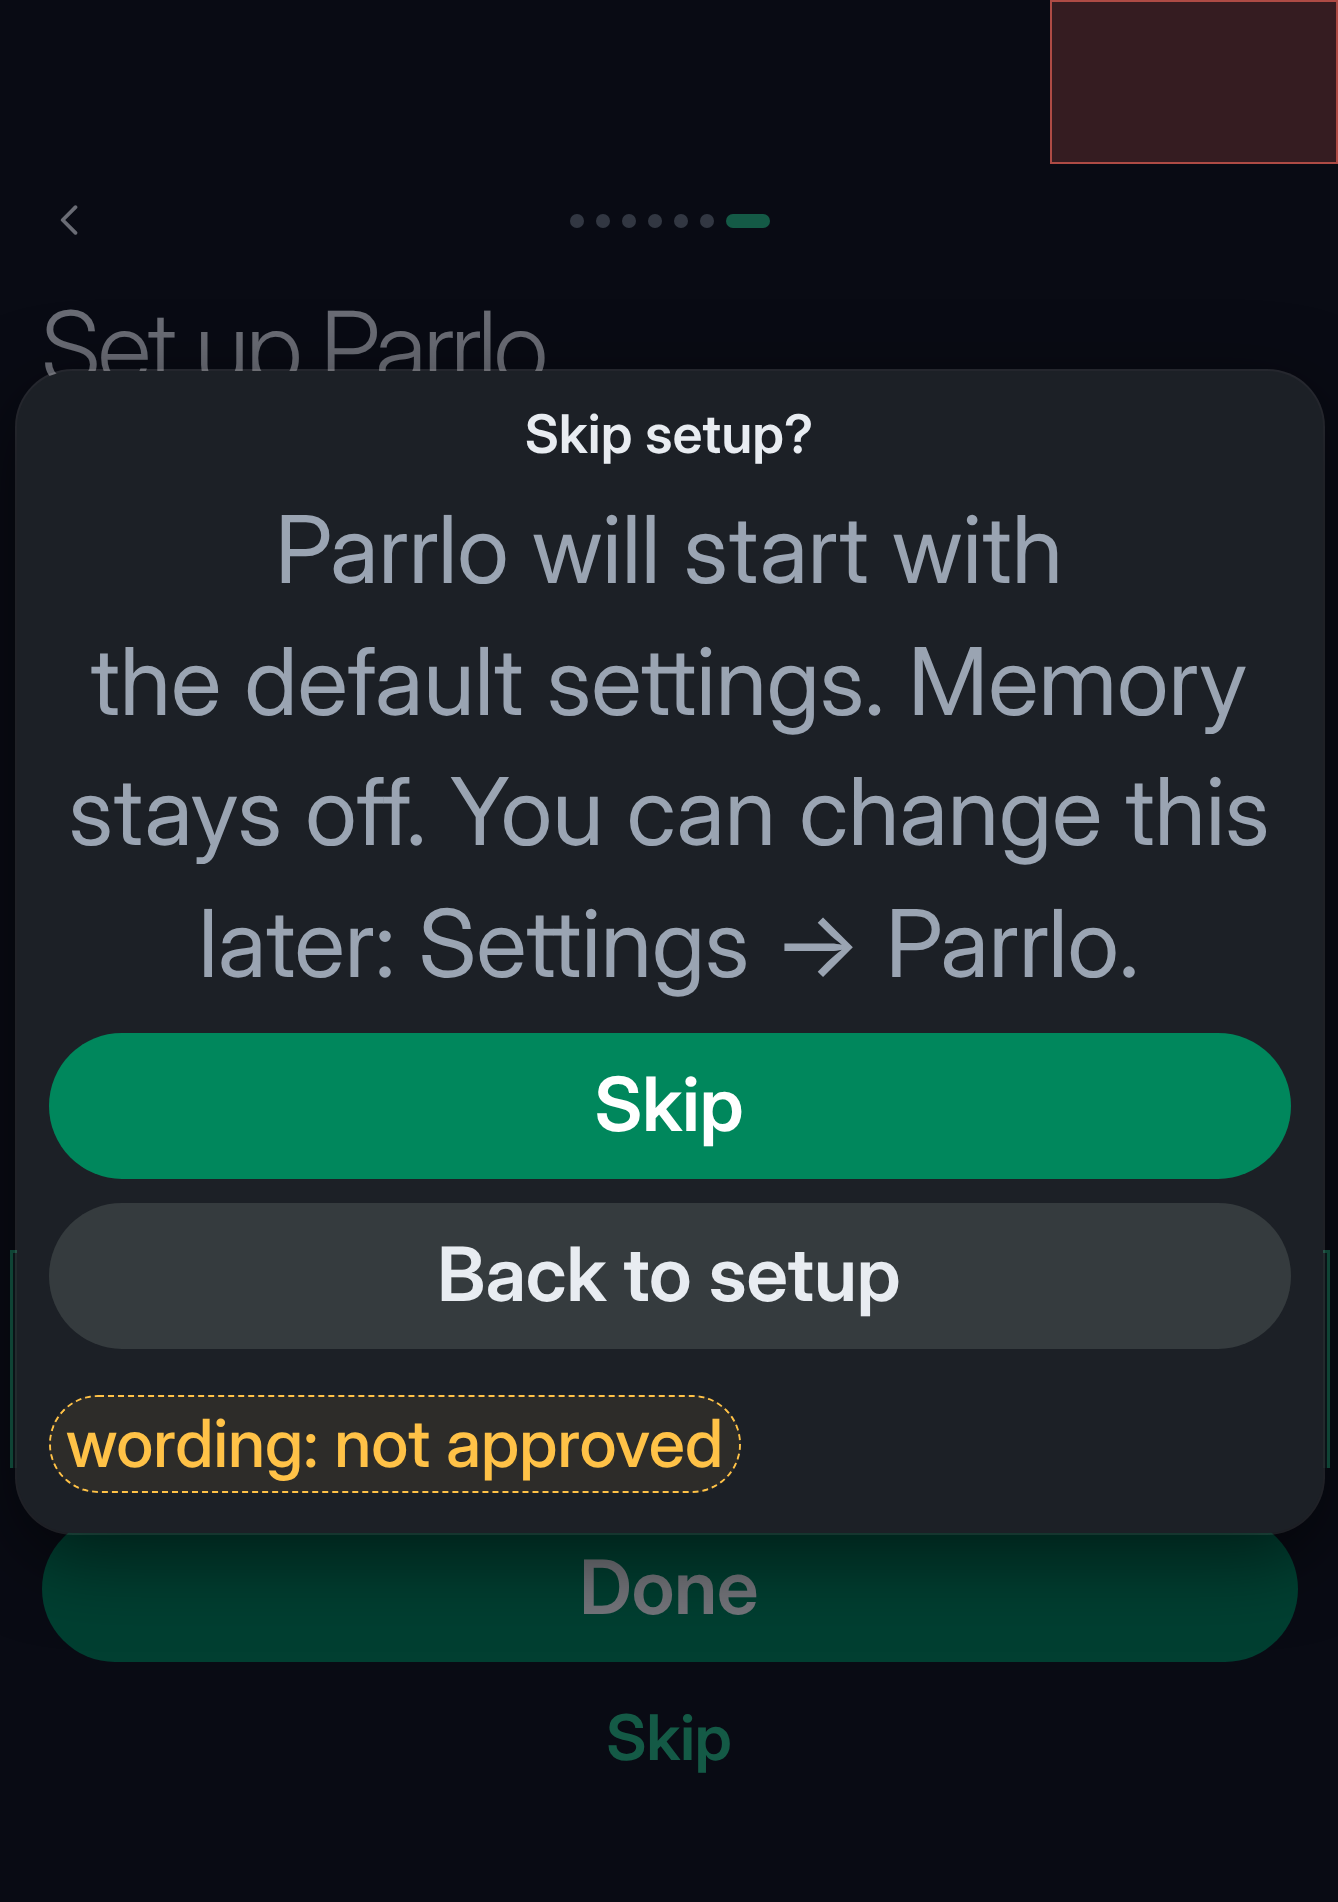 Set up Parrlo
Skip setup?
Parrlo will start with
the default settings. Memory
stays off. You can change this
later: Settings → Parrlo.
Skip
Back to setup
wording: not approved
Done
Skip